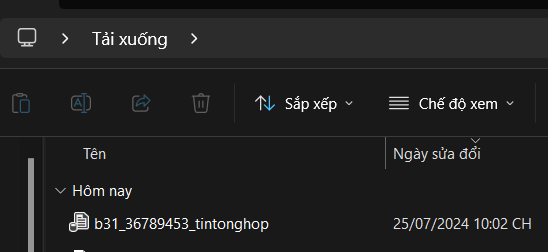 Tải xuống
Sắp xếp Chế độ xem
Tên Ngày sửa đổi
Hôm nay
b31_36789453_tintonghop 25/07/2024 10:02 CH